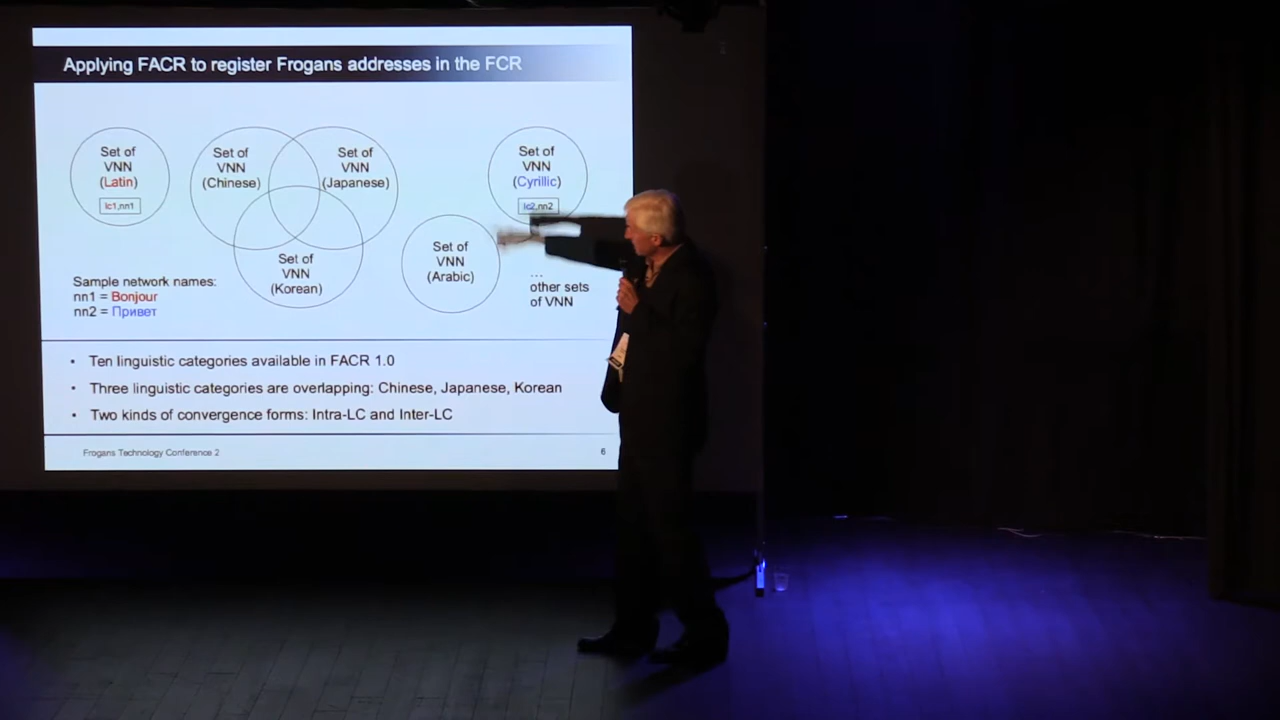 Applying FACR to register Frogans addresses in the FCR
Set of
VNN
(Latin)
lc1,nn1
Set of
VNN
(Chinese)
Set of
VNN
(Japanese)
Set of
VNN
(Korean)
Set of
VNN
(Arabic)
Set of
VNN
(Cyrillic)
lc2,nn2
...
other sets
of VNN
Sample network names:
nn1 = Bonjour
nn2 = Привет
• Ten linguistic categories available in FACR 1.0
• Three linguistic categories are overlapping: Chinese, Japanese, Korean
• Two kinds of convergence forms: Intra-LC and Inter-LC
Frogans Technology Conference 2
6